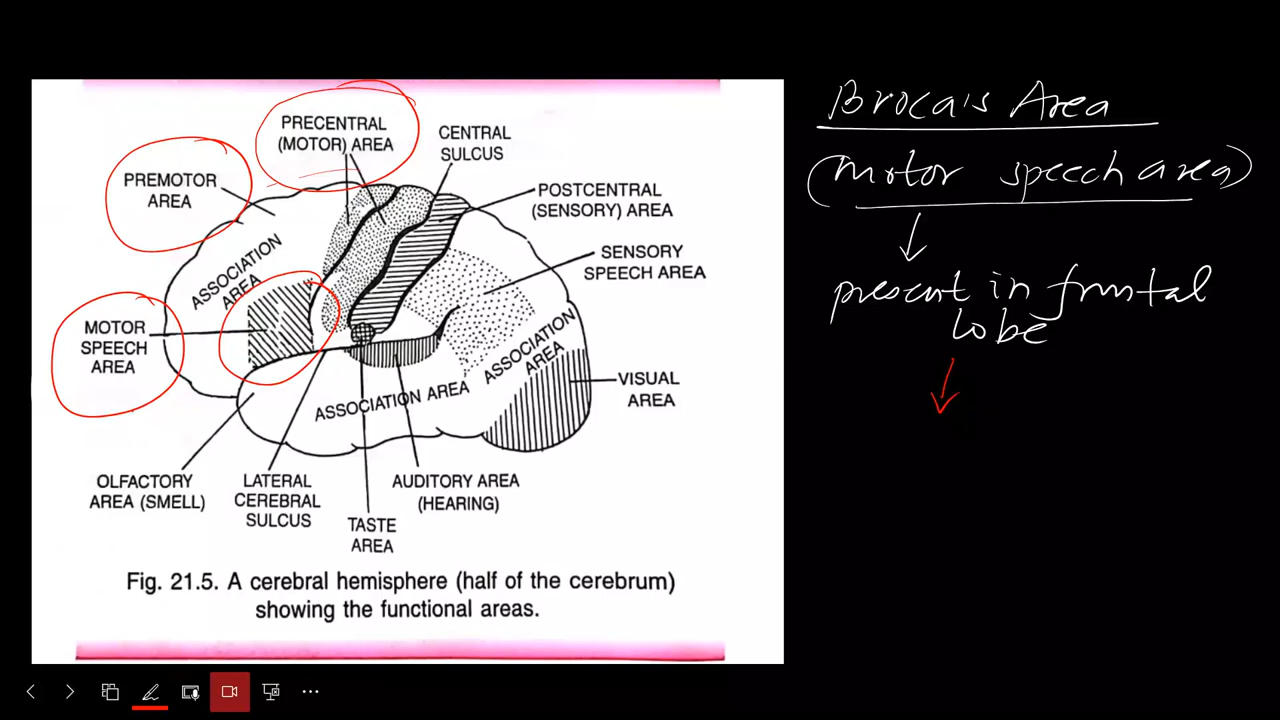 PRECENTRAL
(MOTOR) AREA
CENTRAL
SULCUS
PREMOTOR
AREA
POSTCENTRAL
(SENSORY) AREA
ASSOCIATION
AREA
SENSORY
SPEECH AREA
MOTOR
SPEECH
AREA
ASSOCIATION
AREA
ASSOCIATION AREA
VISUAL
AREA
OLFACTORY
AREA (SMELL)
LATERAL
CEREBRAL
SULCUS
TASTE
AREA
AUDITORY AREA
(HEARING)
Fig. 21.5. A cerebral hemisphere (half of the cerebrum)
showing the functional areas.
Broca's Area
(Motor speech area)
present in frontal
lobe